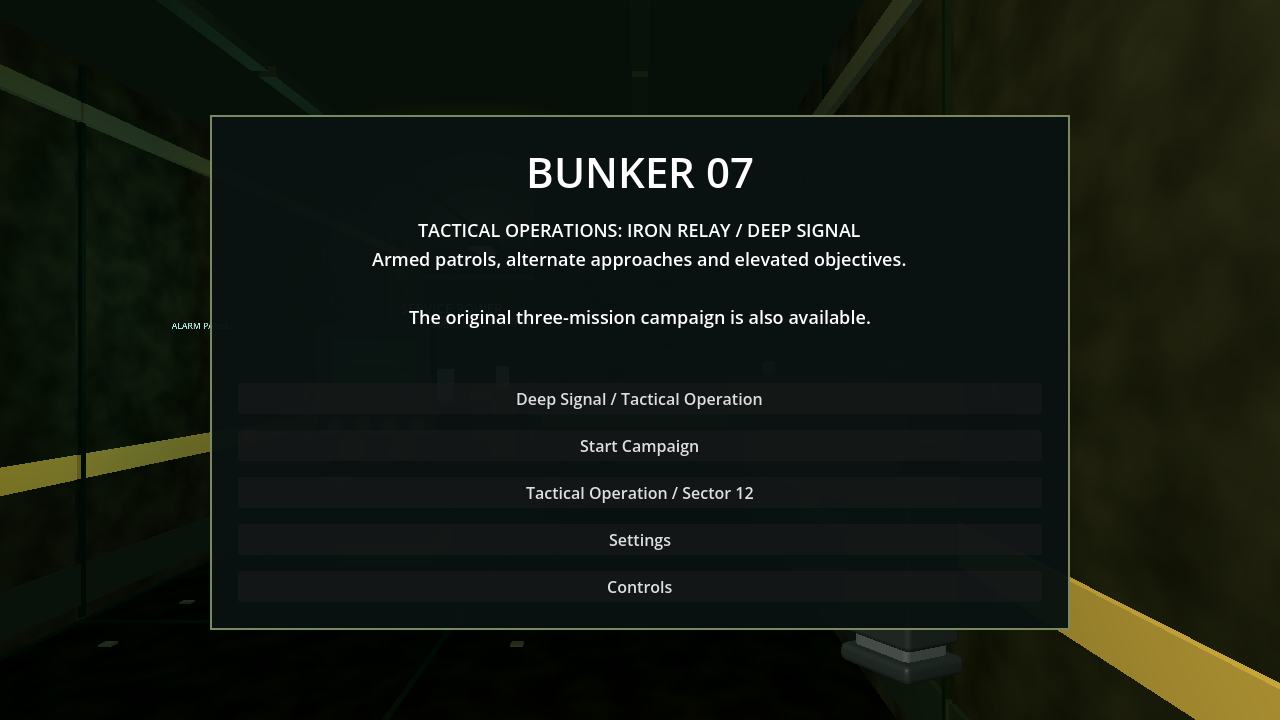 BUNKER 07
TACTICAL OPERATIONS: IRON RELAY / DEEP SIGNAL
Armed patrols, alternate approaches and elevated objectives.
The original three-mission campaign is also available.
ALARM
Deep Signal / Tactical Operation
Start Campaign
Tactical Operation / Sector 12
Settings
Controls